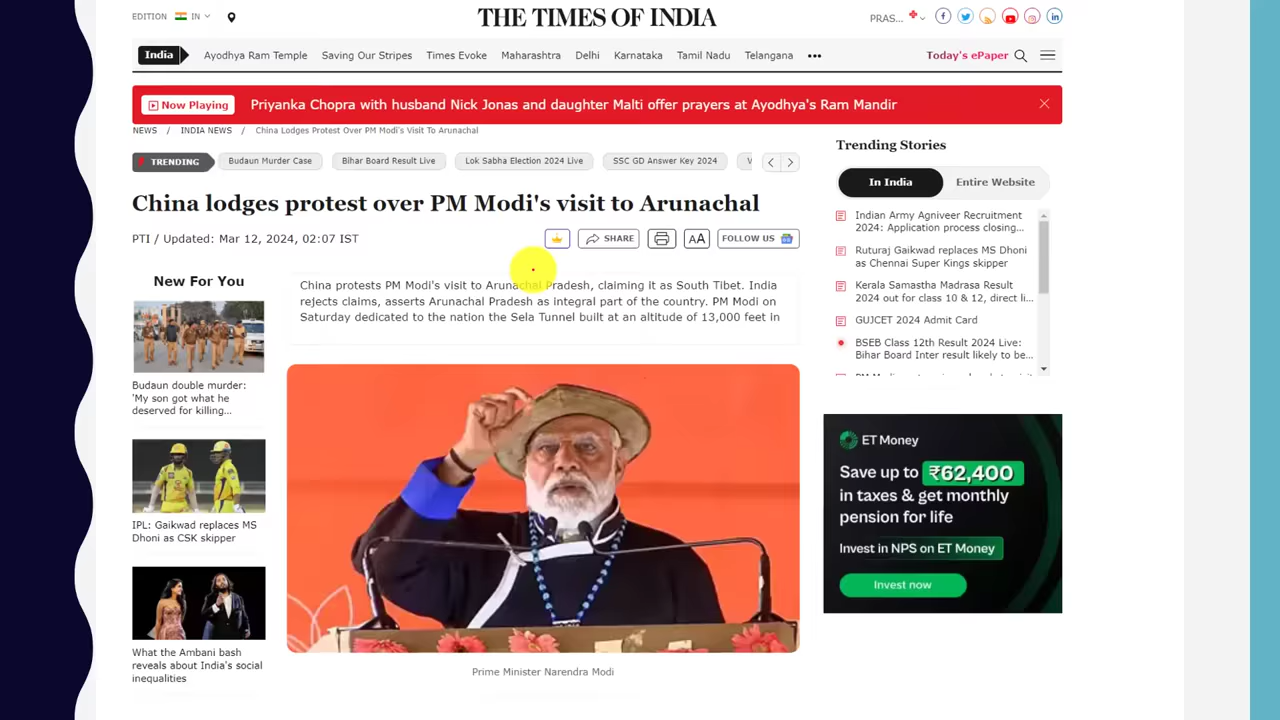 EDITION IN
THE TIMES OF INDIA
PRAS...
India
Ayodhya Ram Temple Saving Our Stripes Times Evoke Maharashtra Delhi Karnataka Tamil Nadu Telangana
Today's ePaper
Now Playing Priyanka Chopra with husband Nick Jonas and daughter Malti offer prayers at Ayodhya's Ram Mandir
NEWS / INDIA NEWS / China Lodges Protest Over PM Modi's Visit To Arunachal
TRENDING Budaun Murder Case Bihar Board Result Live Lok Sabha Election 2024 Live SSC GD Answer Key 2024
China lodges protest over PM Modi's visit to Arunachal
PTI / Updated: Mar 12, 2024, 02:07 IST
SHARE AA FOLLOW US
New For You
Budaun double murder:
'My son got what he
deserved for killing...
IPL: Gaikwad replaces MS
Dhoni as CSK skipper
What the Ambani bash
reveals about India's social
inequalities
China protests PM Modi's visit to Arunachal Pradesh, claiming it as South Tibet. India
rejects claims, asserts Arunachal Pradesh as integral part of the country. PM Modi on
Saturday dedicated to the nation the Sela Tunnel built at an altitude of 13,000 feet in
Prime Minister Narendra Modi
Trending Stories
In India Entire Website
Indian Army Agniveer Recruitment
2024: Application process closing...
Ruturaj Gaikwad replaces MS Dhoni
as Chennai Super Kings skipper
Kerala Samastha Madrasa Result
2024 out for class 10 & 12, direct li...
GUJCET 2024 Admit Card
BSEB Class 12th Result 2024 Live:
Bihar Board Inter result likely to be...
ET Money
Save up to ₹62,400
in taxes & get monthly
pension for life
Invest in NPS on ET Money
Invest now